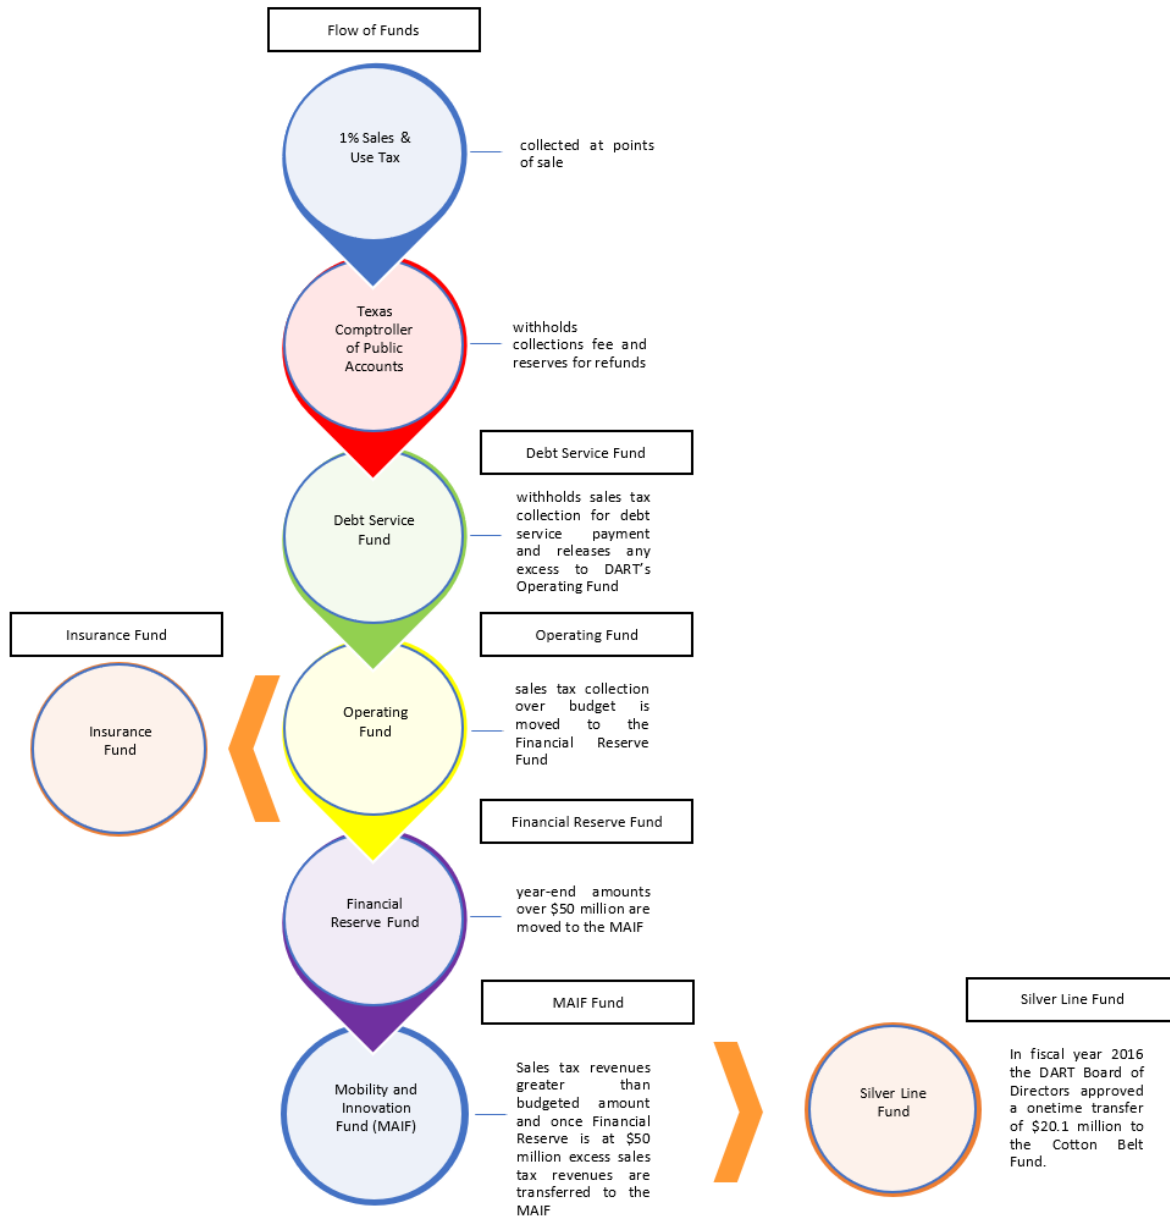 Flow of Funds
1% Sales &
Use Tax
collected at points
of sale
Texas
Comptroller
of Public
Accounts
withholds
collections fee and
reserves for refunds
Debt Service Fund
Debt Service
Fund
withholds sales tax
collection for debt
service payment
and releases any
excess to DART's
Operating Fund
Insurance Fund
Insurance
Fund
Operating Fund
Operating
Fund
sales tax collection
over budget is
moved to the
Financial Reserve
Fund
Financial Reserve Fund
Financial
Reserve Fund
year-end amounts
over $50 million are
moved to the MAIF
MAIF Fund
Mobility and
Innovation
Fund (MAIF)
Sales tax revenues
greater than
budgeted amount
and once Financial
Reserve is at $50
million excess sales
tax revenues are
transferred to the
MAIF
Silver Line Fund
Silver Line
Fund
In fiscal year 2016
the DART Board of
Directors approved
a onetime transfer
of $20.1 million to
the Cotton Belt
Fund.